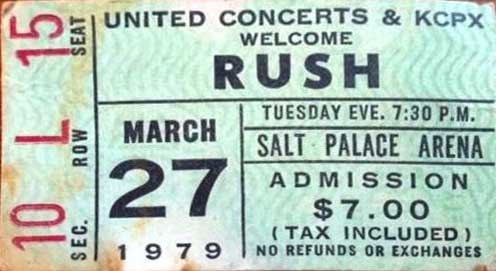 15 SEAT
L ROW
10 SEC.
UNITED CONCERTS & KCPX
WELCOME
RUSH
MARCH
27
1979
TUESDAY EVE. 7:30 P.M.
SALT PALACE ARENA
ADMISSION
$7.00
( TAX INCLUDED )
NO REFUNDS OR EXCHANGES